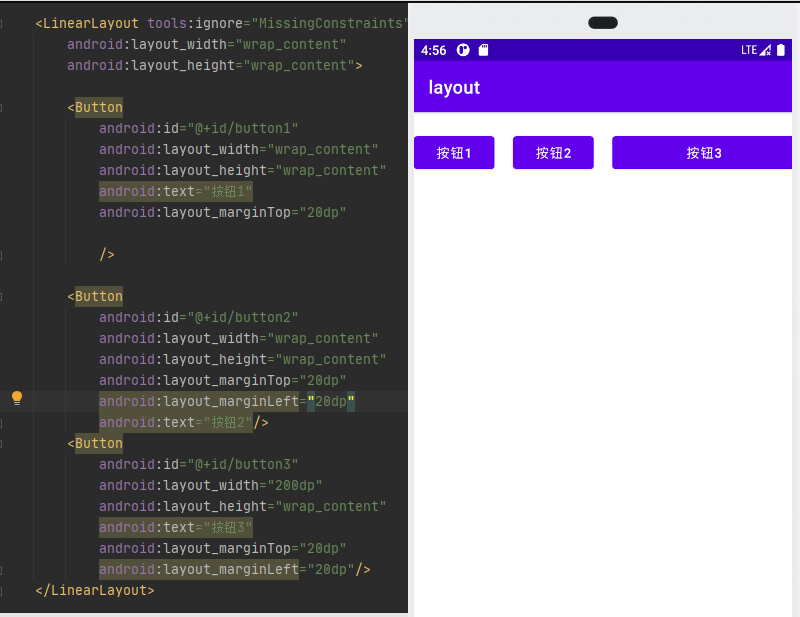 <LinearLayout tools:ignore="MissingConstraints"
android:layout_width="wrap_content"
android:layout_height="wrap_content">
<Button
android:id="@+id/button1"
android:layout_width="wrap_content"
android:layout_height="wrap_content"
android:text="按钮1"
android:layout_marginTop="20dp"
/>
<Button
android:id="@+id/button2"
android:layout_width="wrap_content"
android:layout_height="wrap_content"
android:layout_marginTop="20dp"
android:layout_marginLeft="20dp"
android:text="按钮2"/>
<Button
android:id="@+id/button3"
android:layout_width="200dp"
android:layout_height="wrap_content"
android:text="按钮3"
android:layout_marginTop="20dp"
android:layout_marginLeft="20dp"/>
</LinearLayout>
4:56 LTE
layout
按钮1 按钮2 按钮3